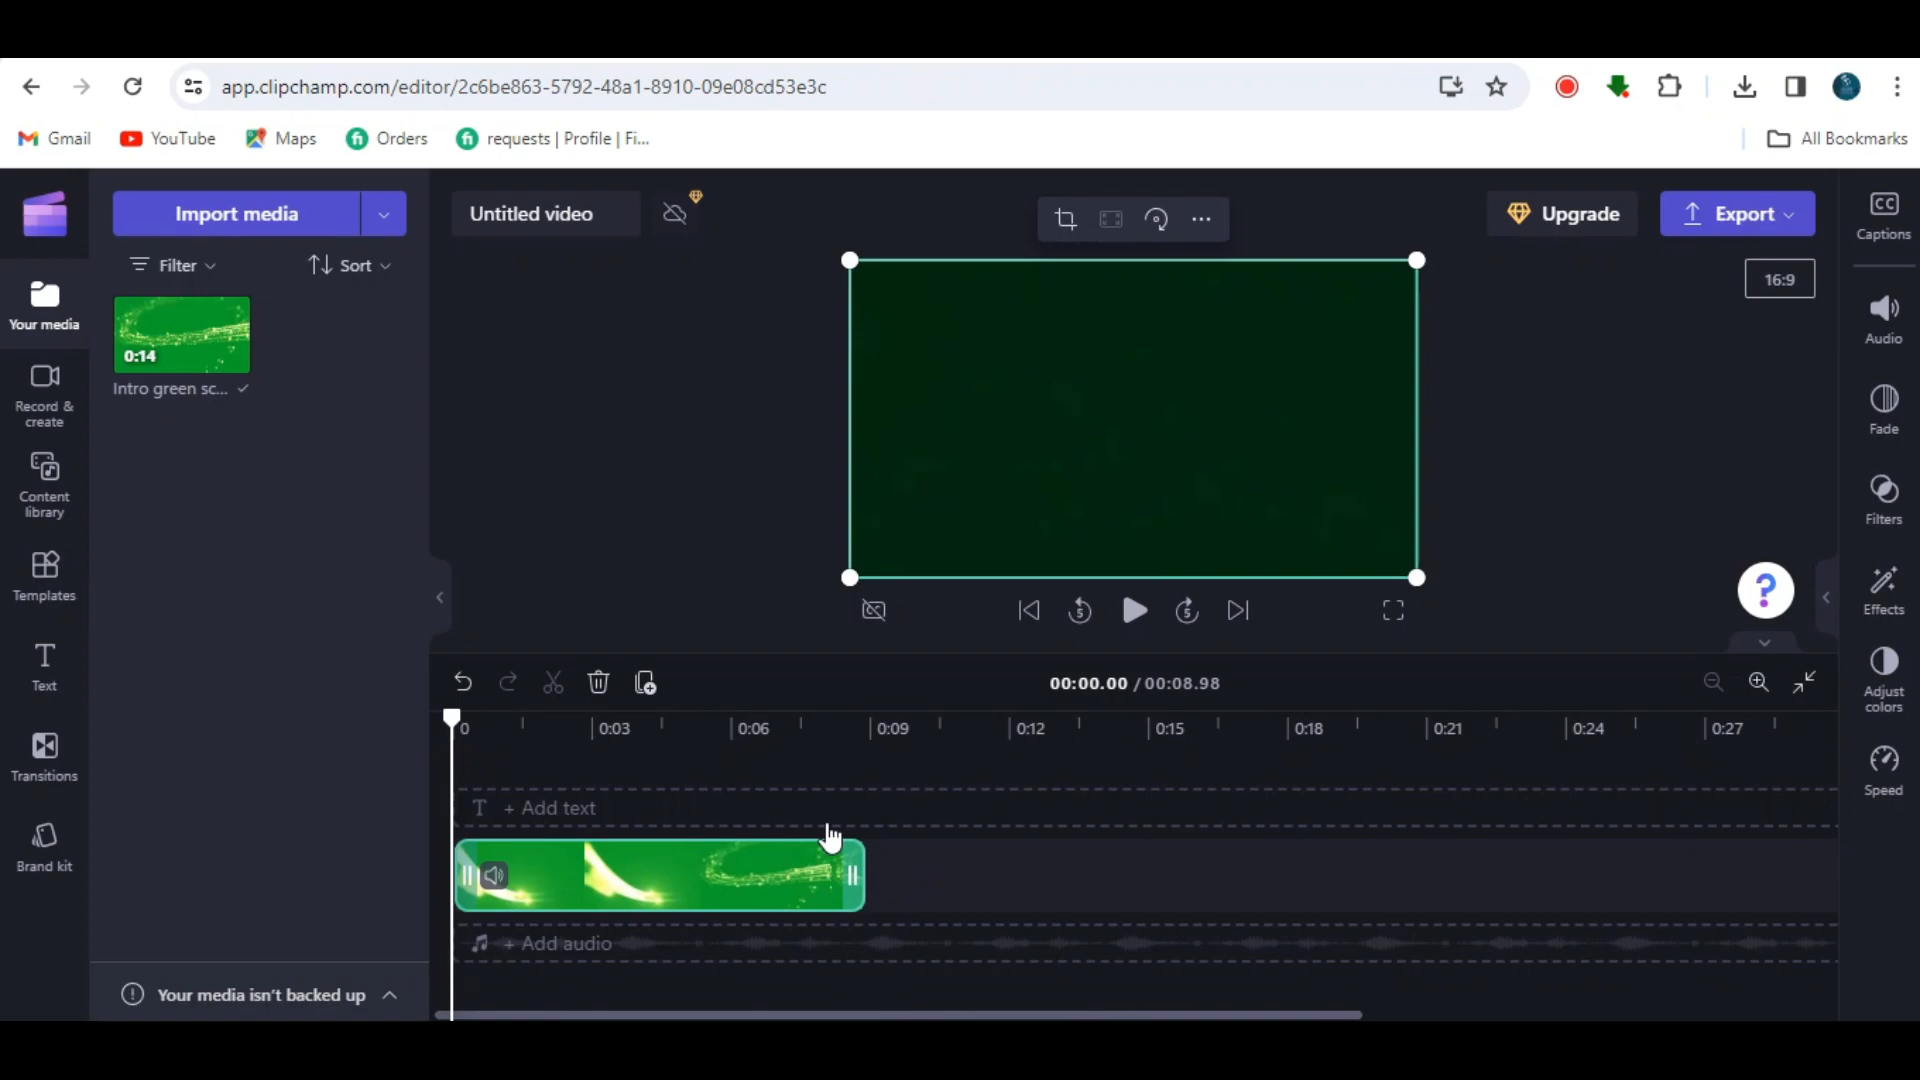 app.clipchamp.com/editor/2c6be863-5792-48a1-8910-09e08cd53e3c
Gmail YouTube Maps Orders requests | Profile | Fi... All Bookmarks
Import media Untitled video Upgrade Export
CC
Captions
Filter Sort
16:9
0:14
Intro green sc...
Your media
Audio
Record &
create
Fade
Content
library
Filters
Templates
Effects
5 5
?
Text
00:00.00 / 00:08.98
Adjust
colors
0 0:03 0:06 0:09 0:12 0:15 0:18 0:21 0:24 0:27
Transitions
Speed
T + Add text
Brand kit
+ Add audio
Your media isn't backed up